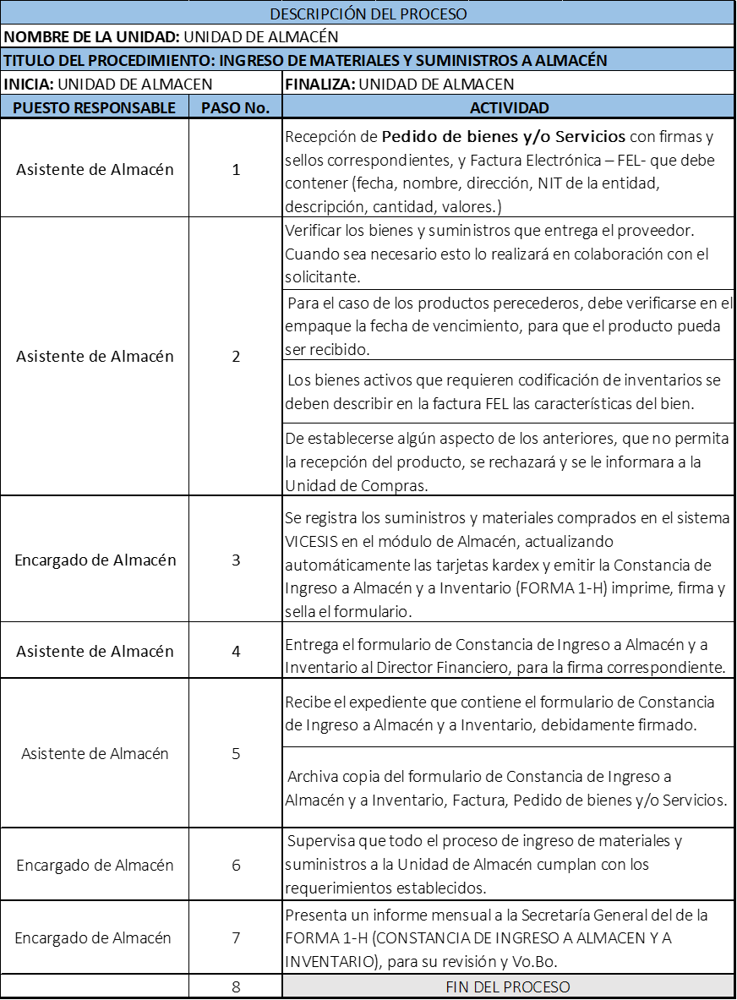 DESCRIPCIÓN DEL PROCESO
NOMBRE DE LA UNIDAD: UNIDAD DE ALMACÉN
TITULO DEL PROCEDIMIENTO: INGRESO DE MATERIALES Y SUMINISTROS A ALMACÉN
INICIA: UNIDAD DE ALMACEN FINALIZA: UNIDAD DE ALMACEN
PUESTO RESPONSABLE PASO No. ACTIVIDAD
Asistente de Almacén 1
Recepción de Pedido de bienes y/o Servicios con firmas y
sellos correspondientes, y Factura Electrónica – FEL- que debe
contener (fecha, nombre, dirección, NIT de la entidad,
descripción, cantidad, valores.)
Asistente de Almacén 2
Verificar los bienes y suministros que entrega el proveedor.
Cuando sea necesario esto lo realizará en colaboración con el
solicitante.
Para el caso de los productos perecederos, debe verificarse en el
empaque la fecha de vencimiento, para que el producto pueda
ser recibido.
Los bienes activos que requieren codificación de inventarios se
deben describir en la factura FEL las características del bien.
De establecerse algún aspecto de los anteriores, que no permita
la recepción del producto, se rechazará y se le informara a la
Unidad de Compras.
Encargado de Almacén 3
Se registra los suministros y materiales comprados en el sistema
VICESIS en el módulo de Almacén, actualizando
automáticamente las tarjetas kardex y emitir la Constancia de
Ingreso a Almacén y a Inventario (FORMA 1-H) imprime, firma y
sella el formulario.
Asistente de Almacén 4
Entrega el formulario de Constancia de Ingreso a Almacén y a
Inventario al Director Financiero, para la firma correspondiente.
Asistente de Almacén 5
Recibe el expediente que contiene el formulario de Constancia
de Ingreso a Almacén y a Inventario, debidamente firmado.
Archiva copia del formulario de Constancia de Ingreso a
Almacén y a Inventario, Factura, Pedido de bienes y/o Servicios.
Encargado de Almacén 6
Supervisa que todo el proceso de ingreso de materiales y
suministros a la Unidad de Almacén cumplan con los
requerimientos establecidos.
Encargado de Almacén 7
Presenta un informe mensual a la Secretaría General del de la
FORMA 1-H (CONSTANCIA DE INGRESO A ALMACEN Y A
INVENTARIO), para su revisión y Vo.Bo.
8 FIN DEL PROCESO